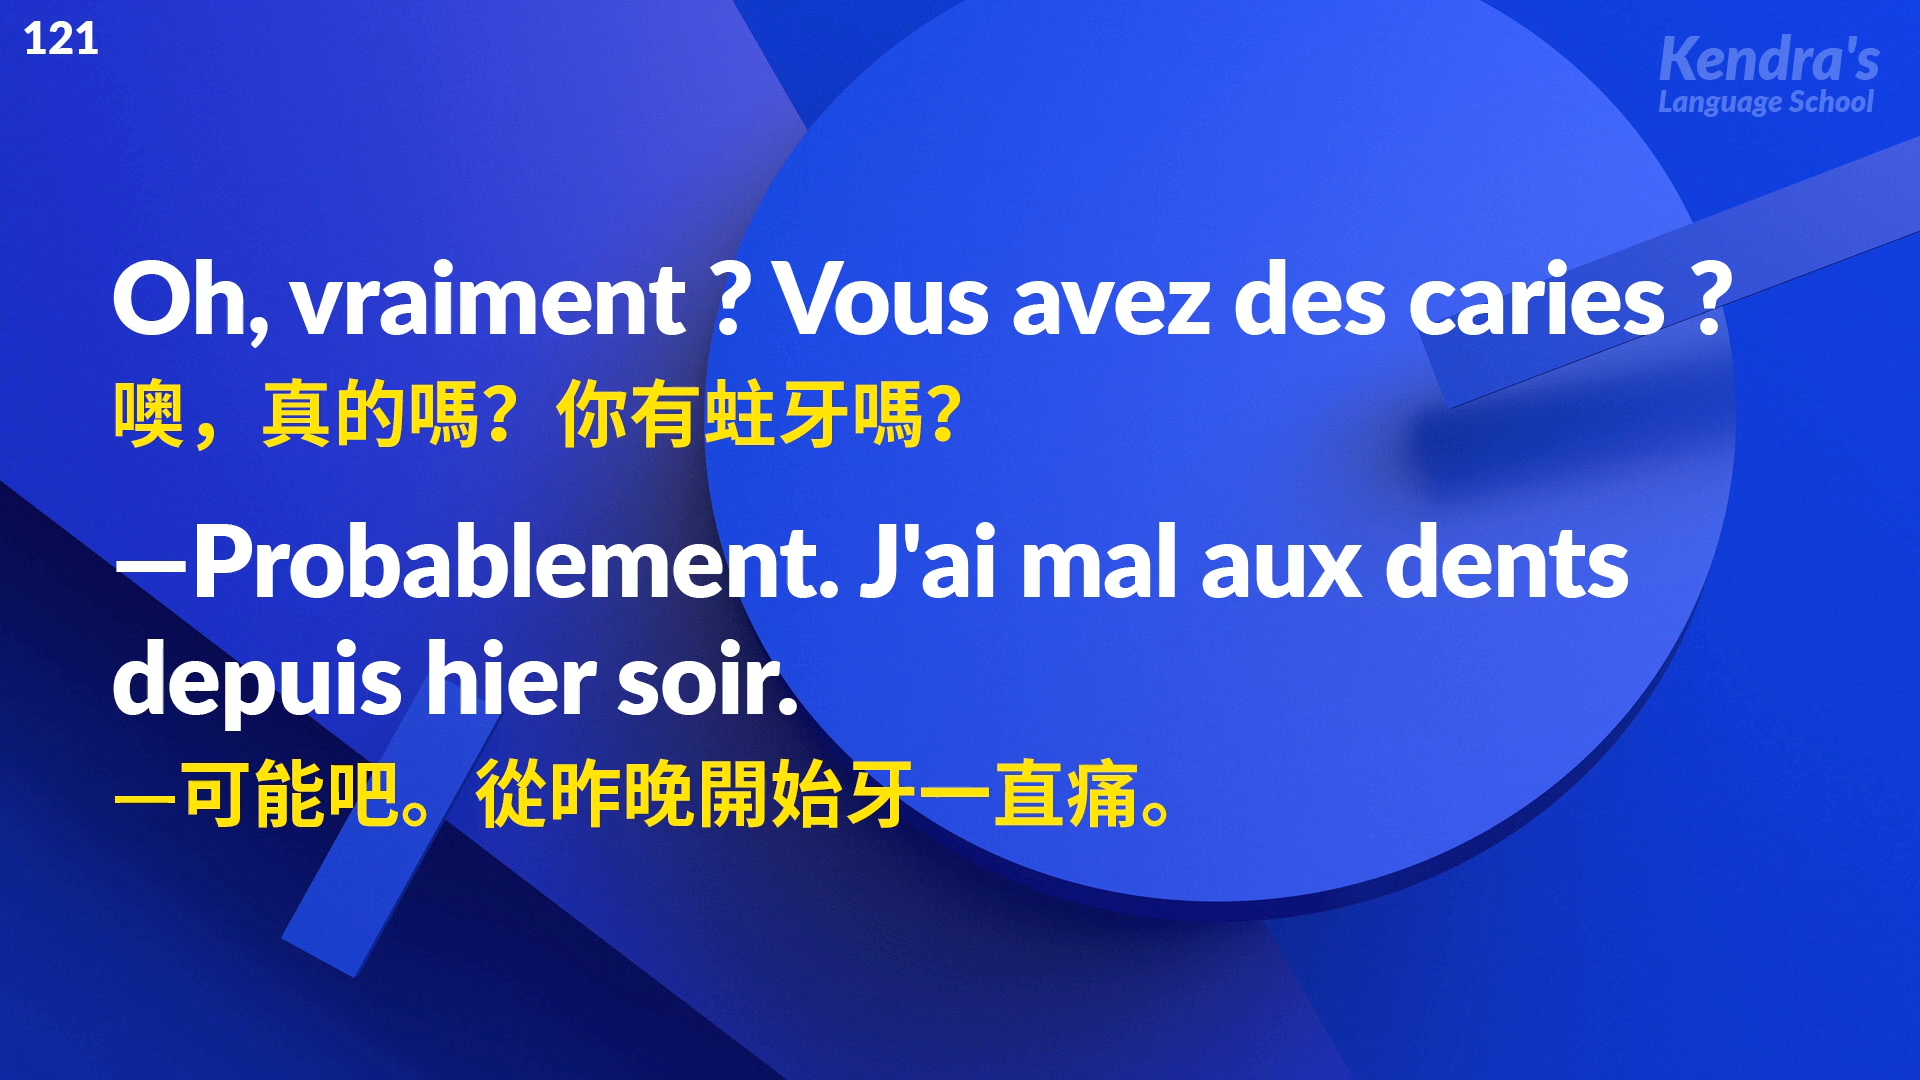 121
Kendra's
Language School
Oh, vraiment ? Vous avez des caries ?
噢，真的嗎？你有蛀牙嗎？
—Probablement. J'ai mal aux dents
depuis hier soir.
—可能吧。從昨晚開始牙一直痛。